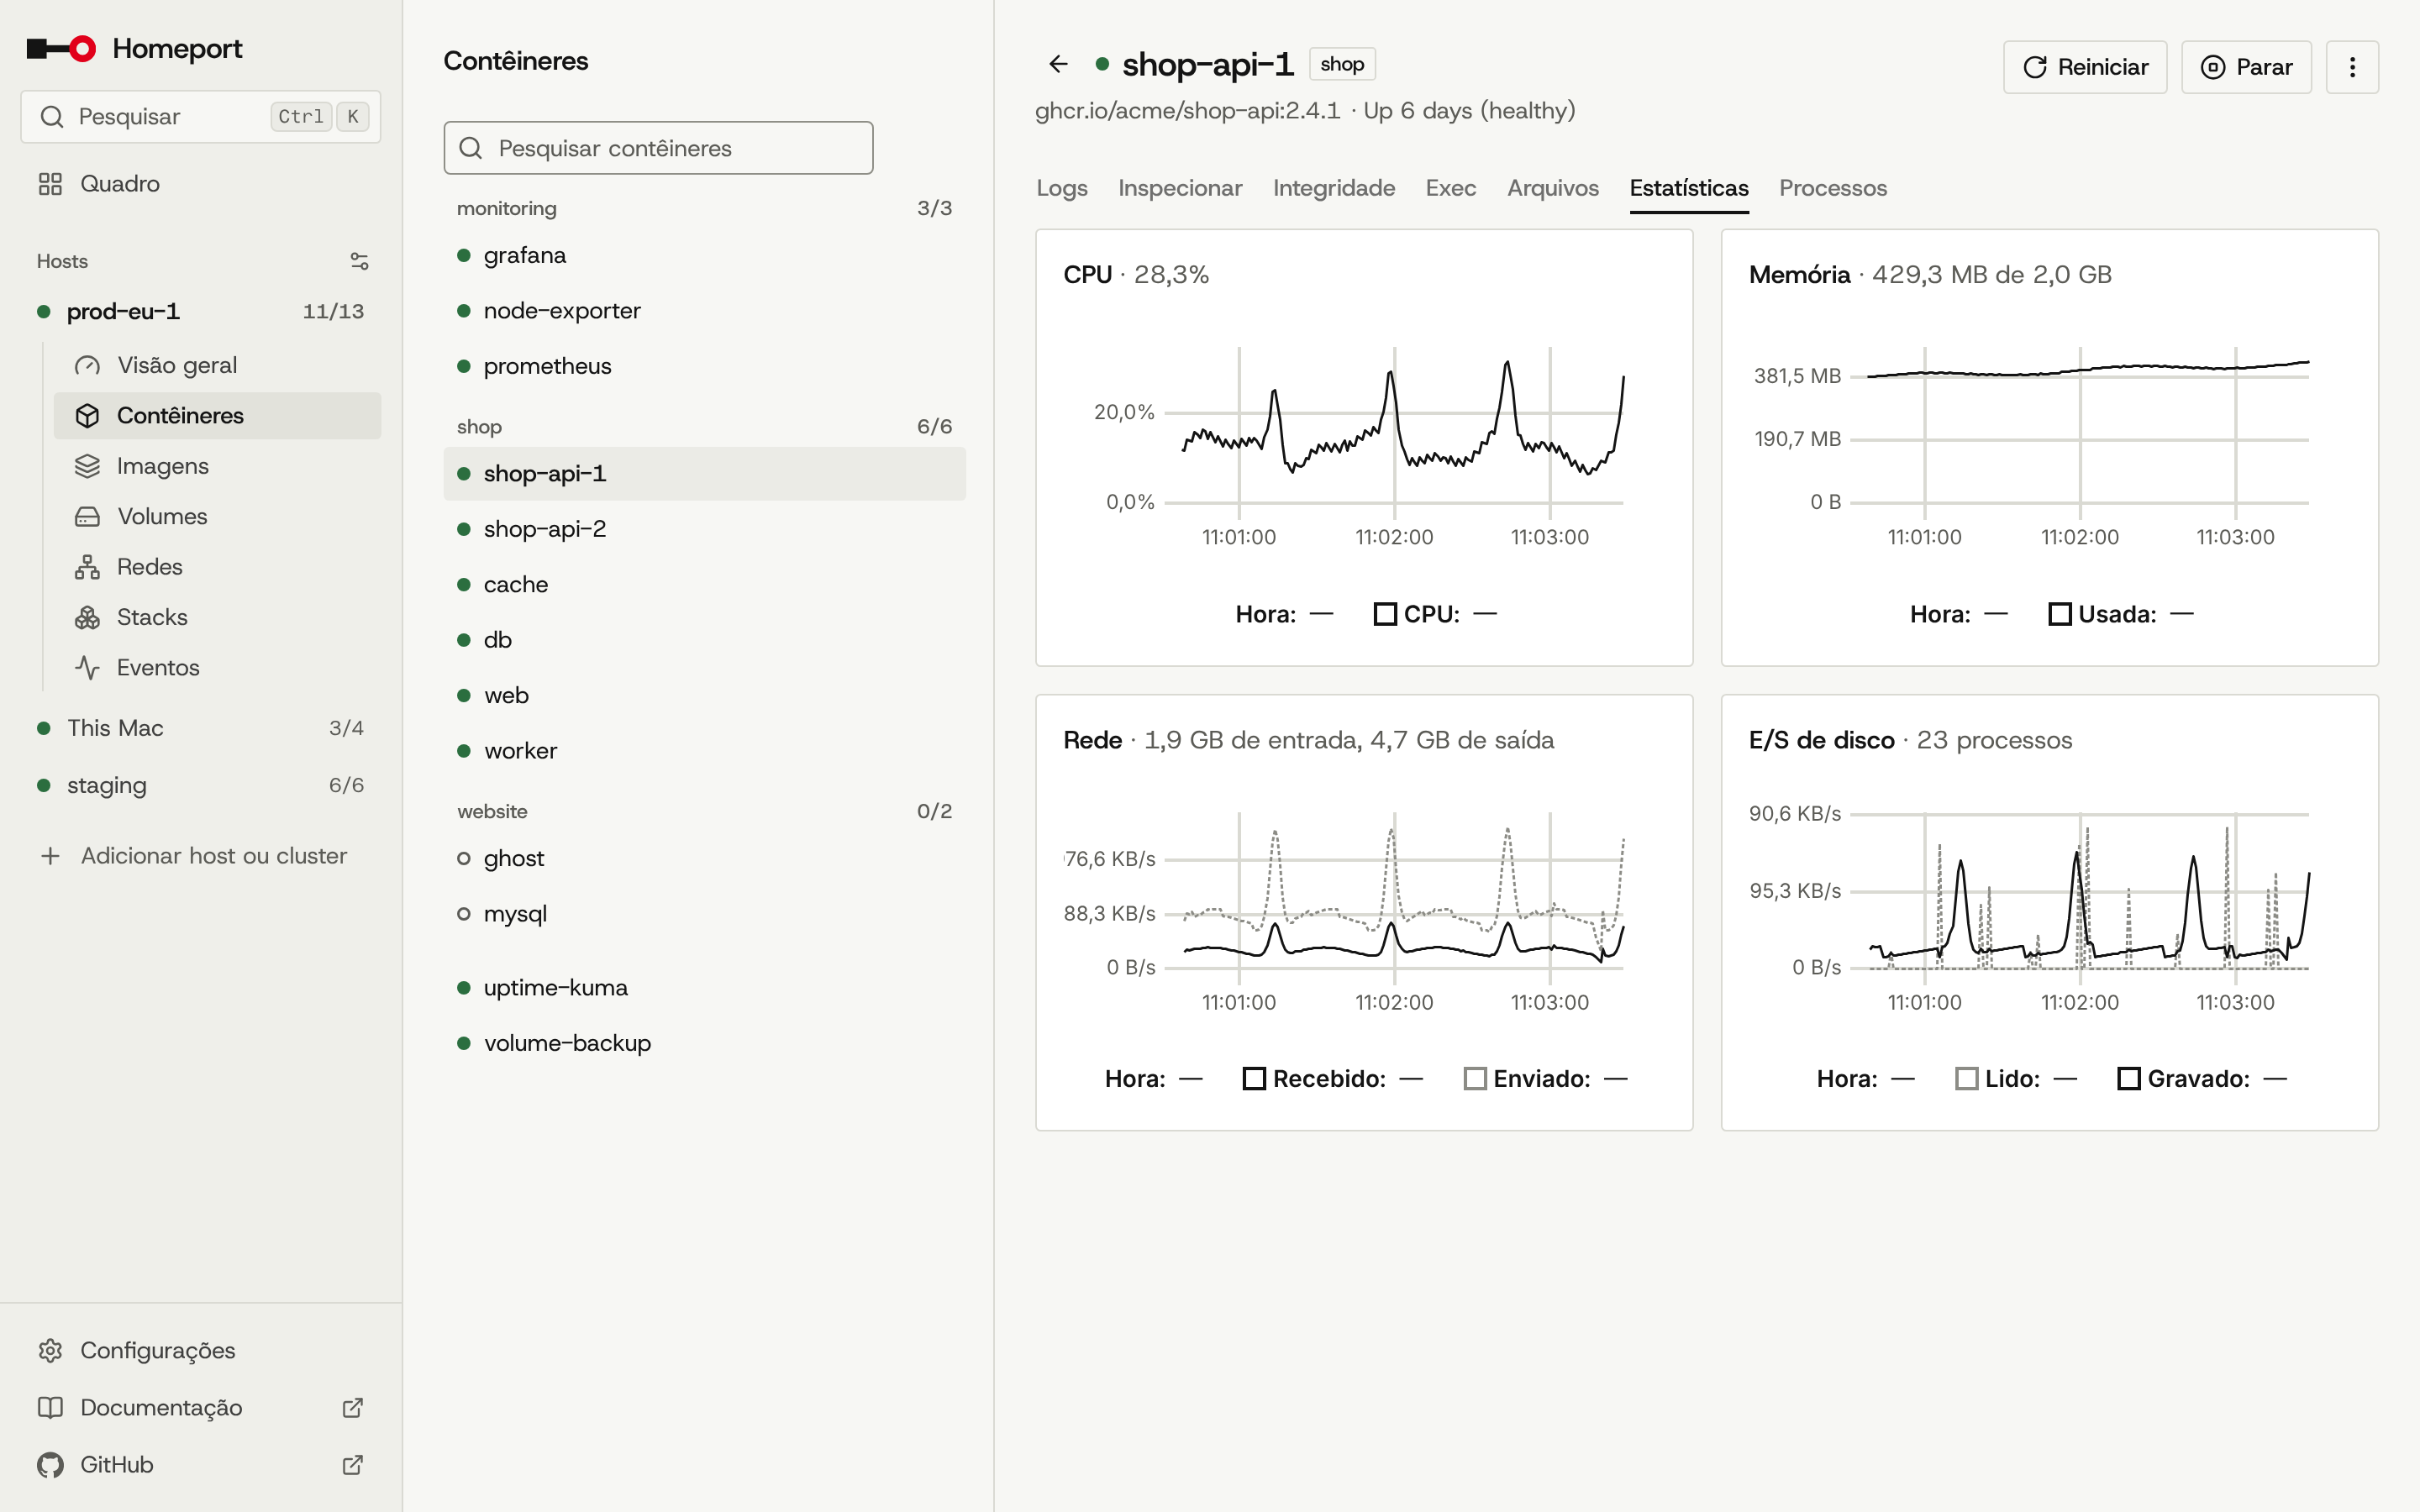 Homeport
Pesquisar
Ctrl K
Quadro
Hosts
prod-eu-1 11/13
Visão geral
Contêineres
Imagens
Volumes
Redes
Stacks
Eventos
This Mac 3/4
staging 6/6
Adicionar host ou cluster
Configurações
Documentação
GitHub
Contêineres
Pesquisar contêineres
monitoring 3/3
grafana
node-exporter
prometheus
shop 6/6
shop-api-1
shop-api-2
cache
db
web
worker
website 0/2
ghost
mysql
uptime-kuma
volume-backup
shop-api-1 shop
Reiniciar
Parar
ghcr.io/acme/shop-api:2.4.1 · Up 6 days (healthy)
Logs Inspecionar Integridade Exec Arquivos Estatísticas Processos
CPU · 28,3%
20,0%
0,0%
11:01:00 11:02:00 11:03:00
Hora: — CPU: —
Memória · 429,3 MB de 2,0 GB
381,5 MB
190,7 MB
0 B
11:01:00 11:02:00 11:03:00
Hora: — Usada: —
Rede · 1,9 GB de entrada, 4,7 GB de saída
76,6 KB/s
88,3 KB/s
0 B/s
11:01:00 11:02:00 11:03:00
Hora: — Recebido: — Enviado: —
E/S de disco · 23 processos
90,6 KB/s
95,3 KB/s
0 B/s
11:01:00 11:02:00 11:03:00
Hora: — Lido: — Gravado: —